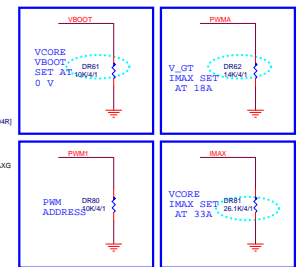 VBOOT
VCORE
VBOOT
SET AT
0 V
DR61
10K/4/1
PWMA
V_GT
IMAX SET
AT 18A
DR62
14K/4/1
04R]
AXG
PWM1
PWM
ADDRESS
DR80
10K/4/1
IMAX
VCORE
IMAX SET
AT 33A
DR81
26.1K/4/1